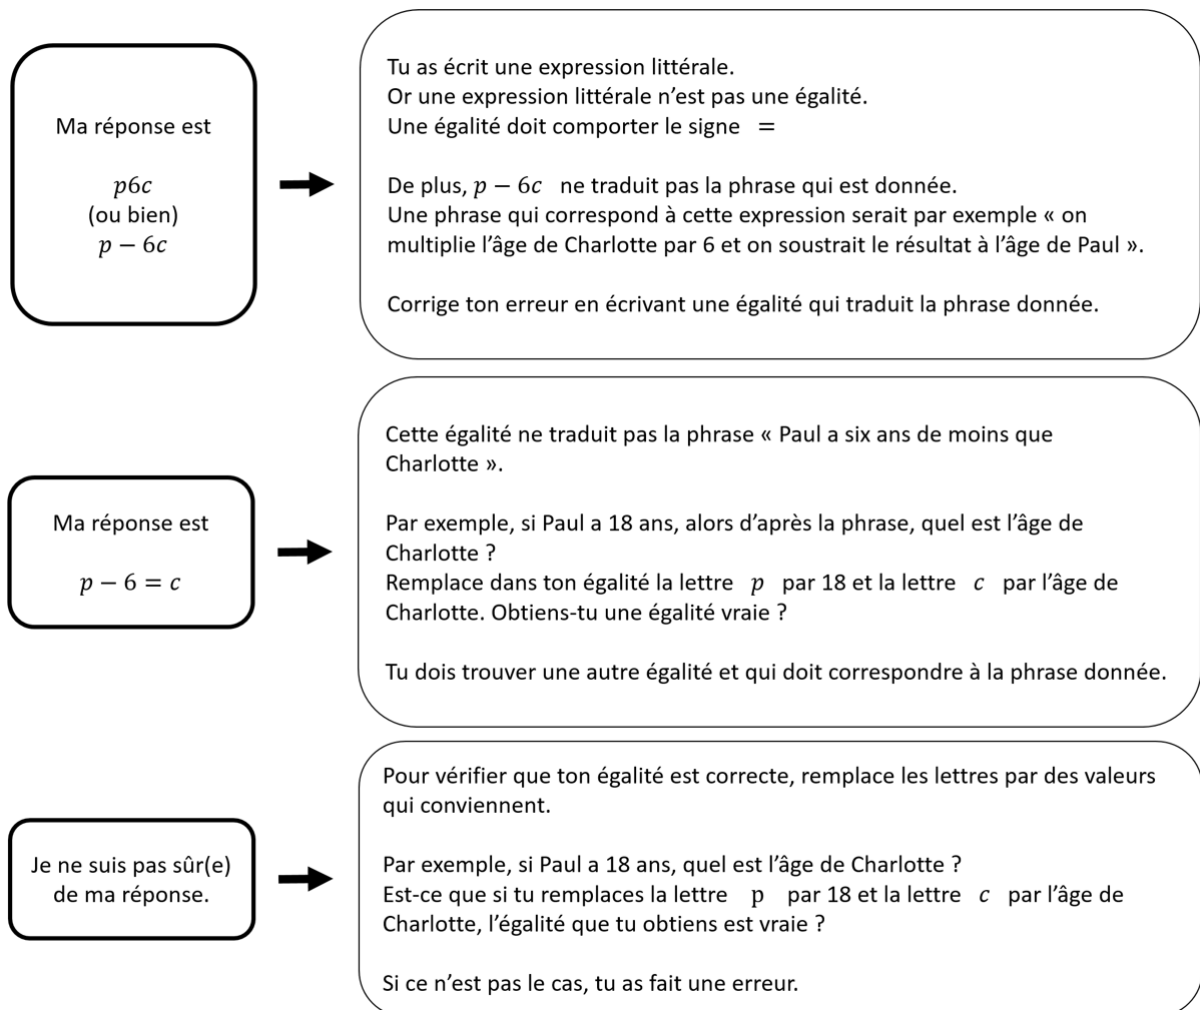 Ma réponse est
p6c
(ou bien)
p − 6c
Tu as écrit une expression littérale.
Or une expression littérale n’est pas une égalité.
Une égalité doit comporter le signe =
De plus, p − 6c ne traduit pas la phrase qui est donnée.
Une phrase qui correspond à cette expression serait par exemple « on
multiplie l’âge de Charlotte par 6 et on soustrait le résultat à l’âge de Paul ».
Corrige ton erreur en écrivant une égalité qui traduit la phrase donnée.
Ma réponse est
p − 6 = c
Cette égalité ne traduit pas la phrase « Paul a six ans de moins que
Charlotte ».
Par exemple, si Paul a 18 ans, alors d’après la phrase, quel est l’âge de
Charlotte ?
Remplace dans ton égalité la lettre p par 18 et la lettre c par l’âge de
Charlotte. Obtiens-tu une égalité vraie ?
Tu dois trouver une autre égalité et qui doit correspondre à la phrase donnée.
Je ne suis pas sûr(e)
de ma réponse.
Pour vérifier que ton égalité est correcte, remplace les lettres par des valeurs
qui conviennent.
Par exemple, si Paul a 18 ans, quel est l’âge de Charlotte ?
Est-ce que si tu remplaces la lettre p par 18 et la lettre c par l’âge de
Charlotte, l’égalité que tu obtiens est vraie ?
Si ce n’est pas le cas, tu as fait une erreur.